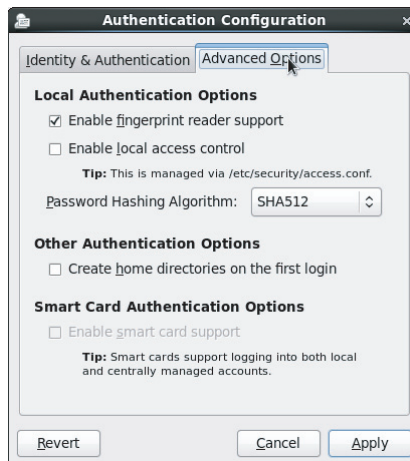 Authentication Configuration
Identity & Authentication
Advanced Options
Local Authentication Options
Enable fingerprint reader support
Enable local access control
Tip: This is managed via /etc/security/access.conf.
Password Hashing Algorithm: SHA512
Other Authentication Options
Create home directories on the first login
Smart Card Authentication Options
Enable smart card support
Tip: Smart cards support logging into both local
and centrally managed accounts.
Revert
Cancel
Apply